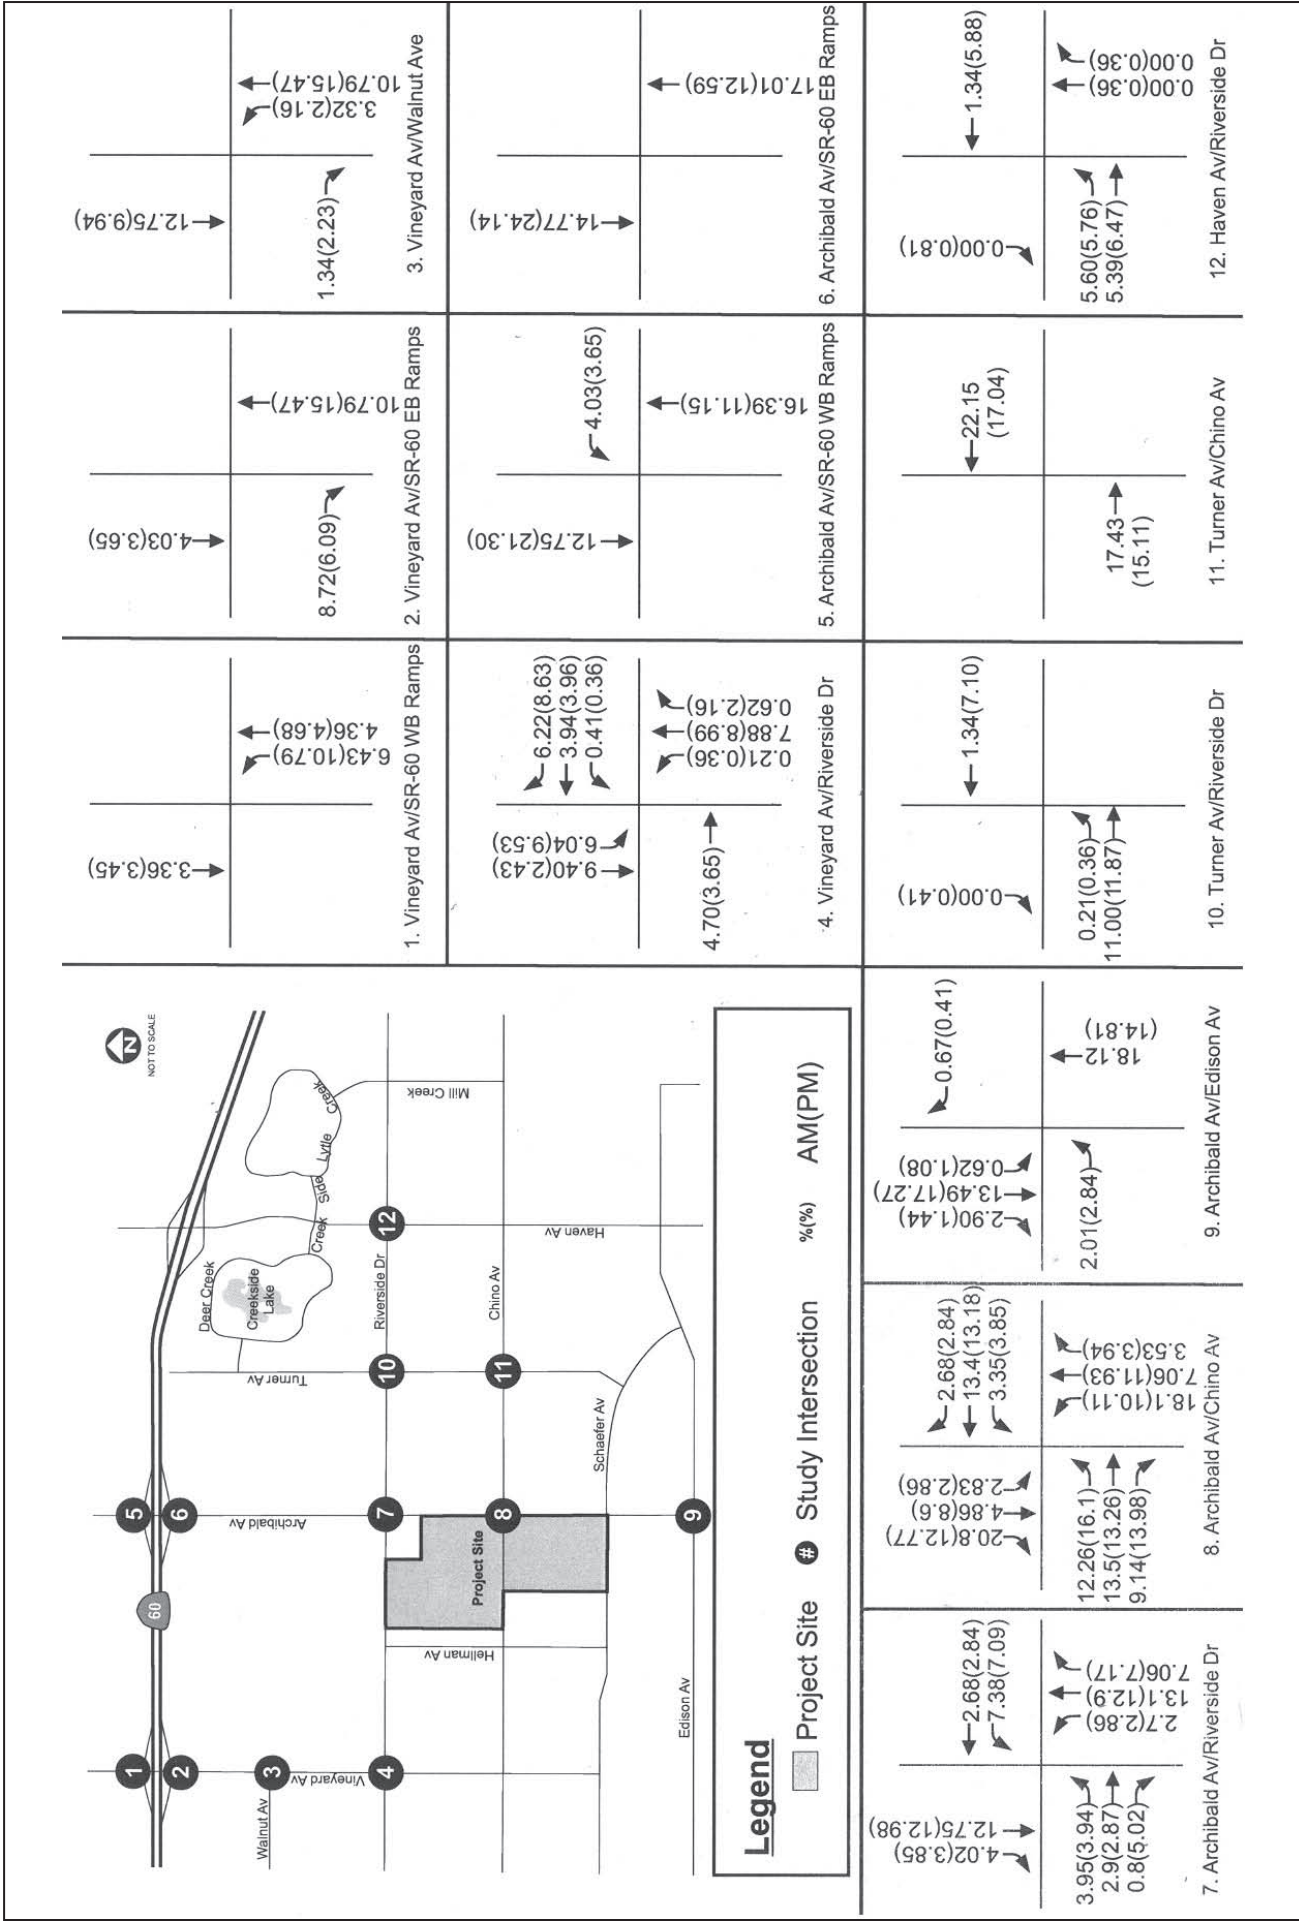 N
NOT TO SCALE
60
1
2
3
4
5
6
7
8
9
10
11
12
Walnut Av
Vineyard Av
Hellman Av
Archibald Av
Turner Av
Haven Av
Mill Creek
Riverside Dr
Chino Av
Schaefer Av
Edison Av
Project Site
Deer Creek
Creekside
Lake
Creek Side
Lytle Creek
Legend
Project Site
# Study Intersection
%(%)
AM(PM)
3.36(3.45)
6.43(10.79)
4.36(4.68)
1. Vineyard Av/SR-60 WB Ramps
4.03(3.65)
8.72(6.09)
10.79(15.47)
2. Vineyard Av/SR-60 EB Ramps
12.75(9.94)
1.34(2.23)
3.32(2.16)
10.79(15.47)
3. Vineyard Av/Walnut Ave
9.40(2.43)
6.04(9.53)
6.22(8.63)
3.94(3.96)
0.41(0.36)
4.70(3.65)
0.21(0.36)
7.88(8.99)
0.62(2.16)
4. Vineyard Av/Riverside Dr
12.75(21.30)
4.03(3.65)
16.39(11.15)
5. Archibald Av/SR-60 WB Ramps
14.77(24.14)
17.01(12.59)
6. Archibald Av/SR-60 EB Ramps
4.02(3.85)
12.75(12.98)
2.68(2.84)
7.38(7.09)
3.95(3.94)
2.9(2.87)
0.8(5.02)
2.7(2.86)
13.1(12.9)
7.06(7.17)
7. Archibald Av/Riverside Dr
20.8(12.77)
4.86(8.6)
2.83(2.86)
2.68(2.84)
13.4(13.18)
3.35(3.85)
12.26(16.1)
13.5(13.26)
9.14(13.98)
18.1(10.11)
7.06(11.93)
3.53(3.94)
8. Archibald Av/Chino Av
2.90(1.44)
13.49(17.27)
0.62(1.08)
0.67(0.41)
2.01(2.84)
18.12
(14.81)
9. Archibald Av/Edison Av
0.00(0.41)
1.34(7.10)
0.21(0.36)
11.00(11.87)
10. Turner Av/Riverside Dr
22.15
(17.04)
17.43
(15.11)
11. Turner Av/Chino Av
0.00(0.81)
1.34(5.88)
5.60(5.76)
5.39(6.47)
0.00(0.36)
0.00(0.36)
12. Haven Av/Riverside Dr